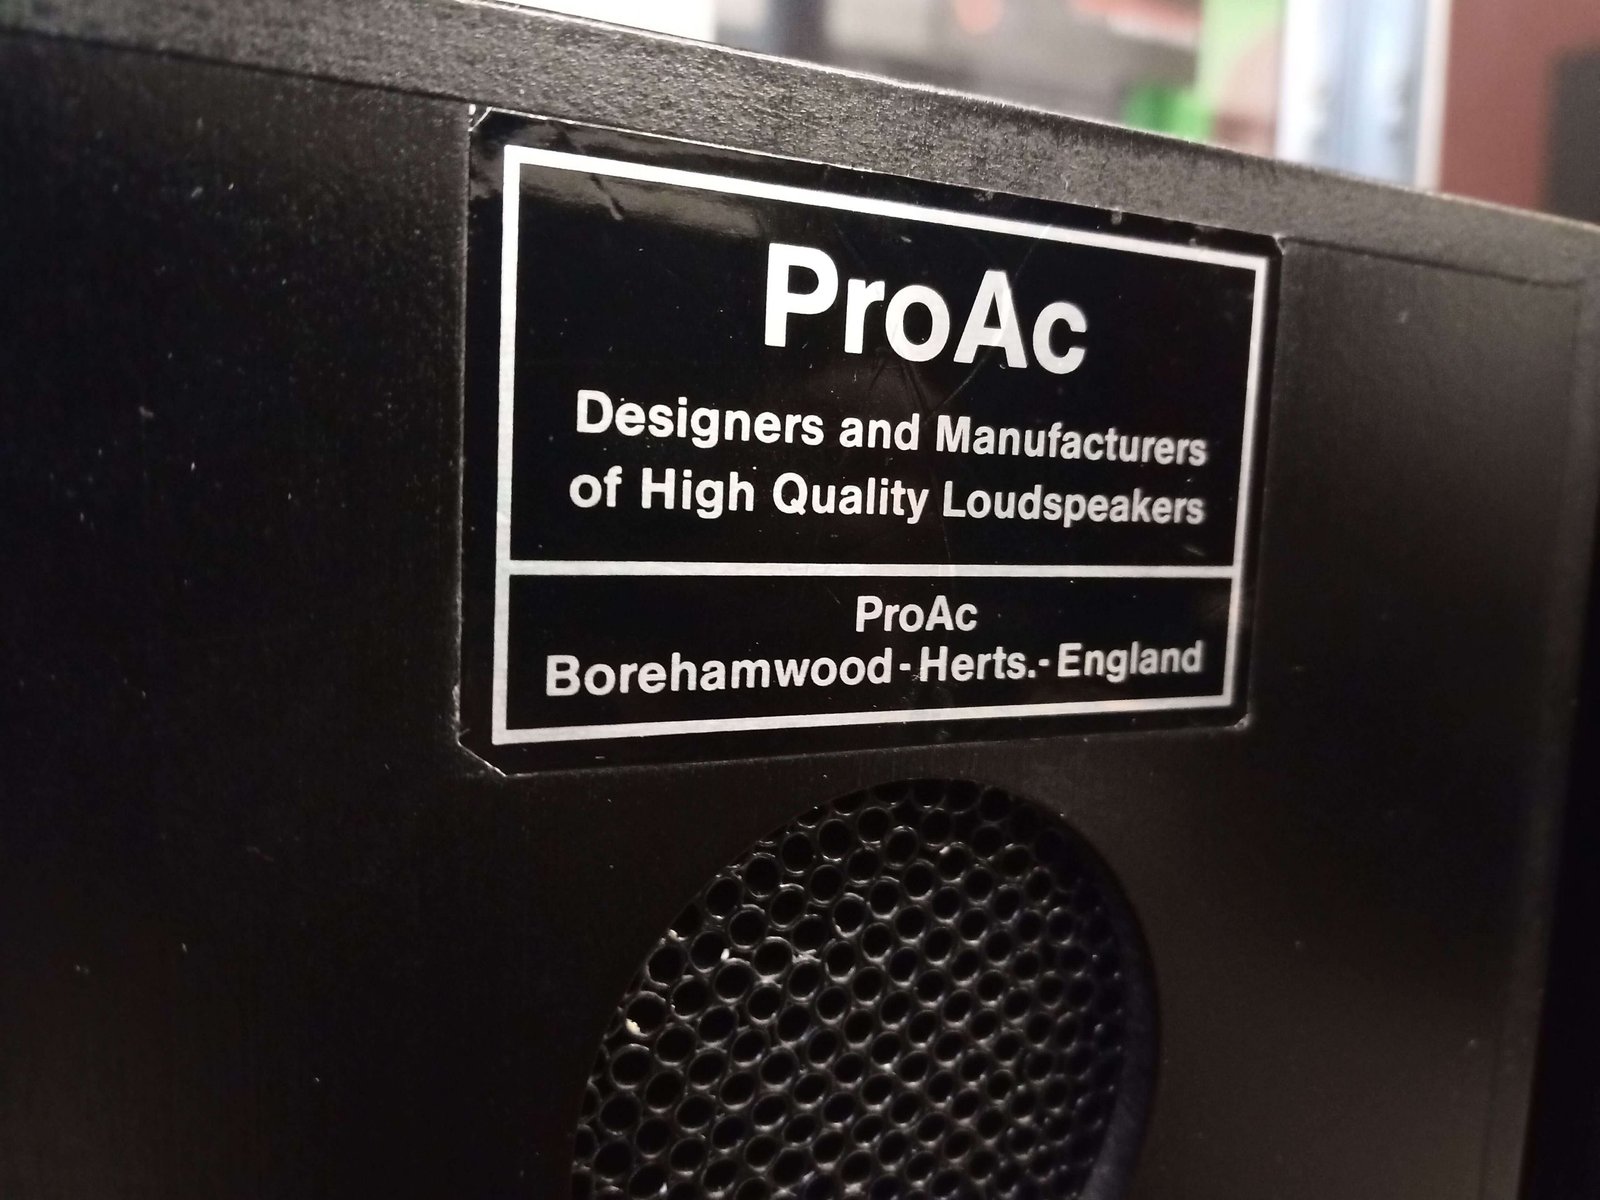 ProAc
Designers and Manufacturers
of High Quality Loudspeakers
ProAc
Borehamwood - Herts. - England